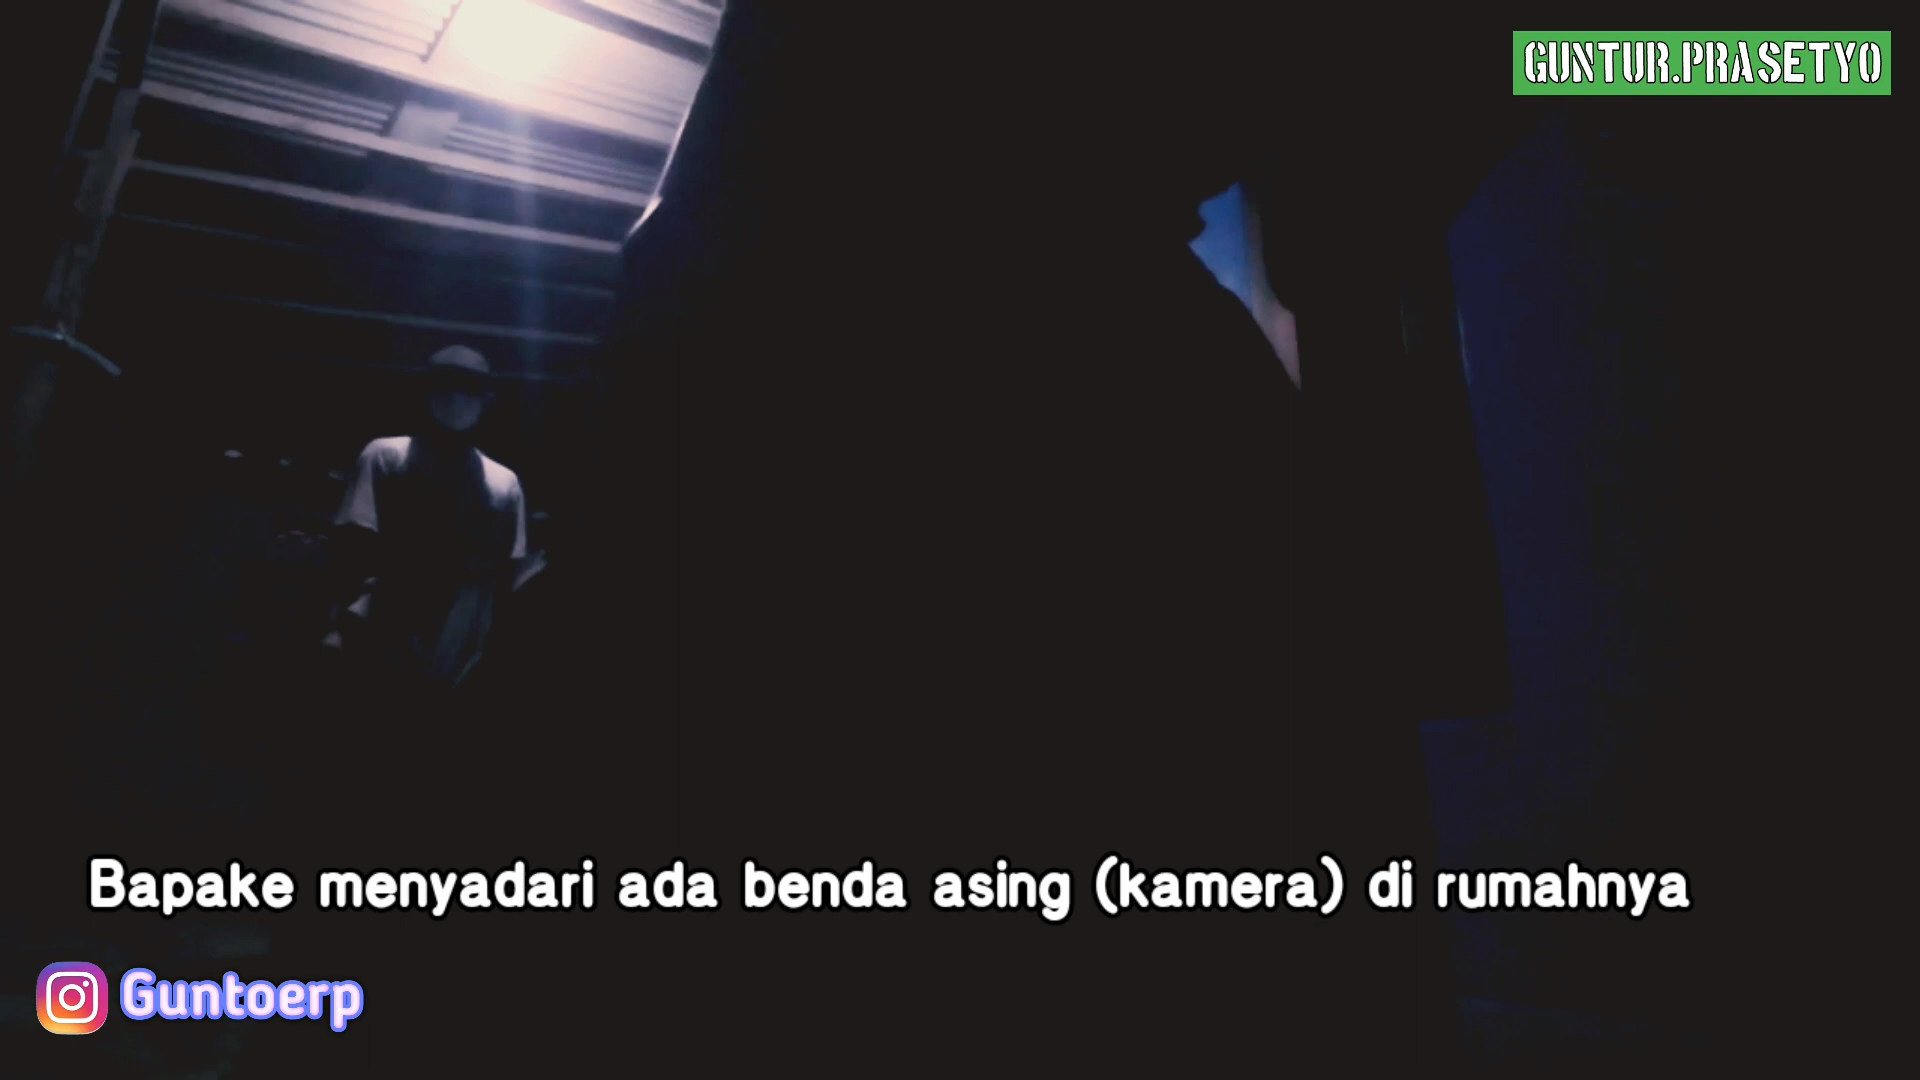 GUNTUR.PRASETYO
Bapake menyadari ada benda asing (kamera) di rumahnya
Guntoerp